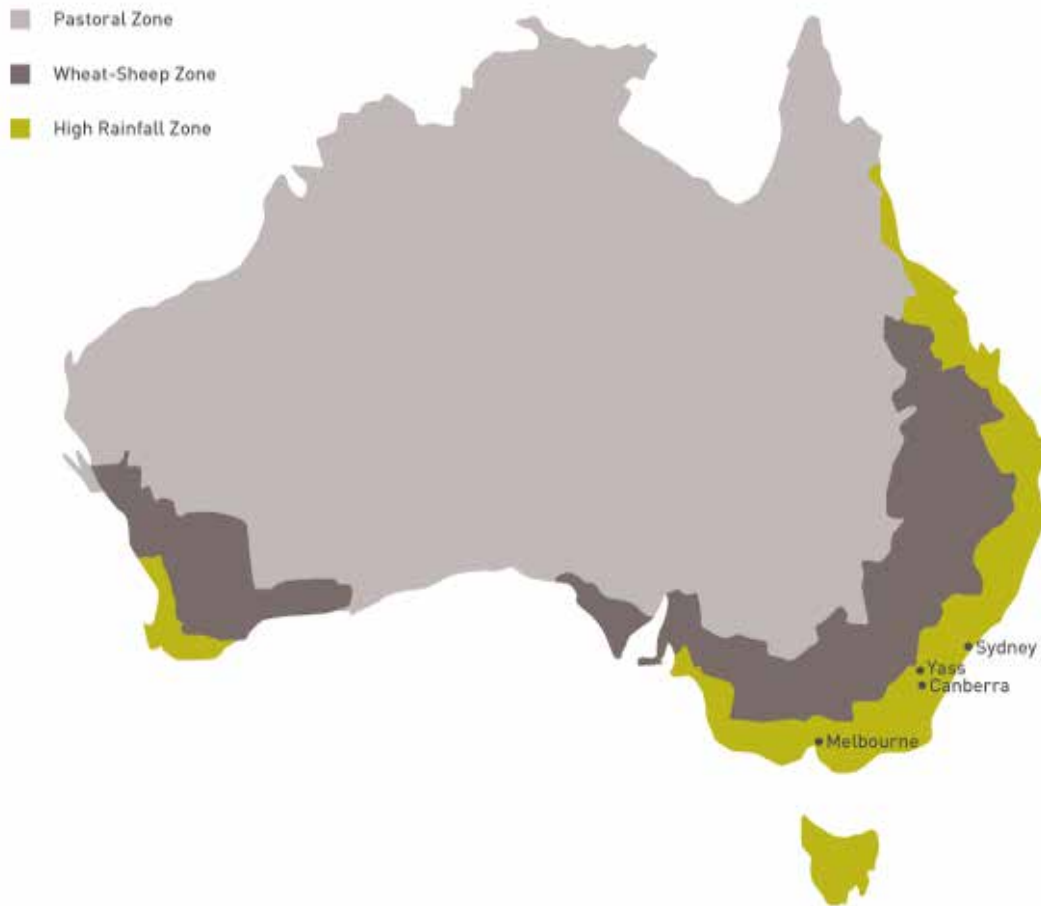 Pastoral Zone
Wheat-Sheep Zone
High Rainfall Zone
Sydney
Yass
Canberra
Melbourne